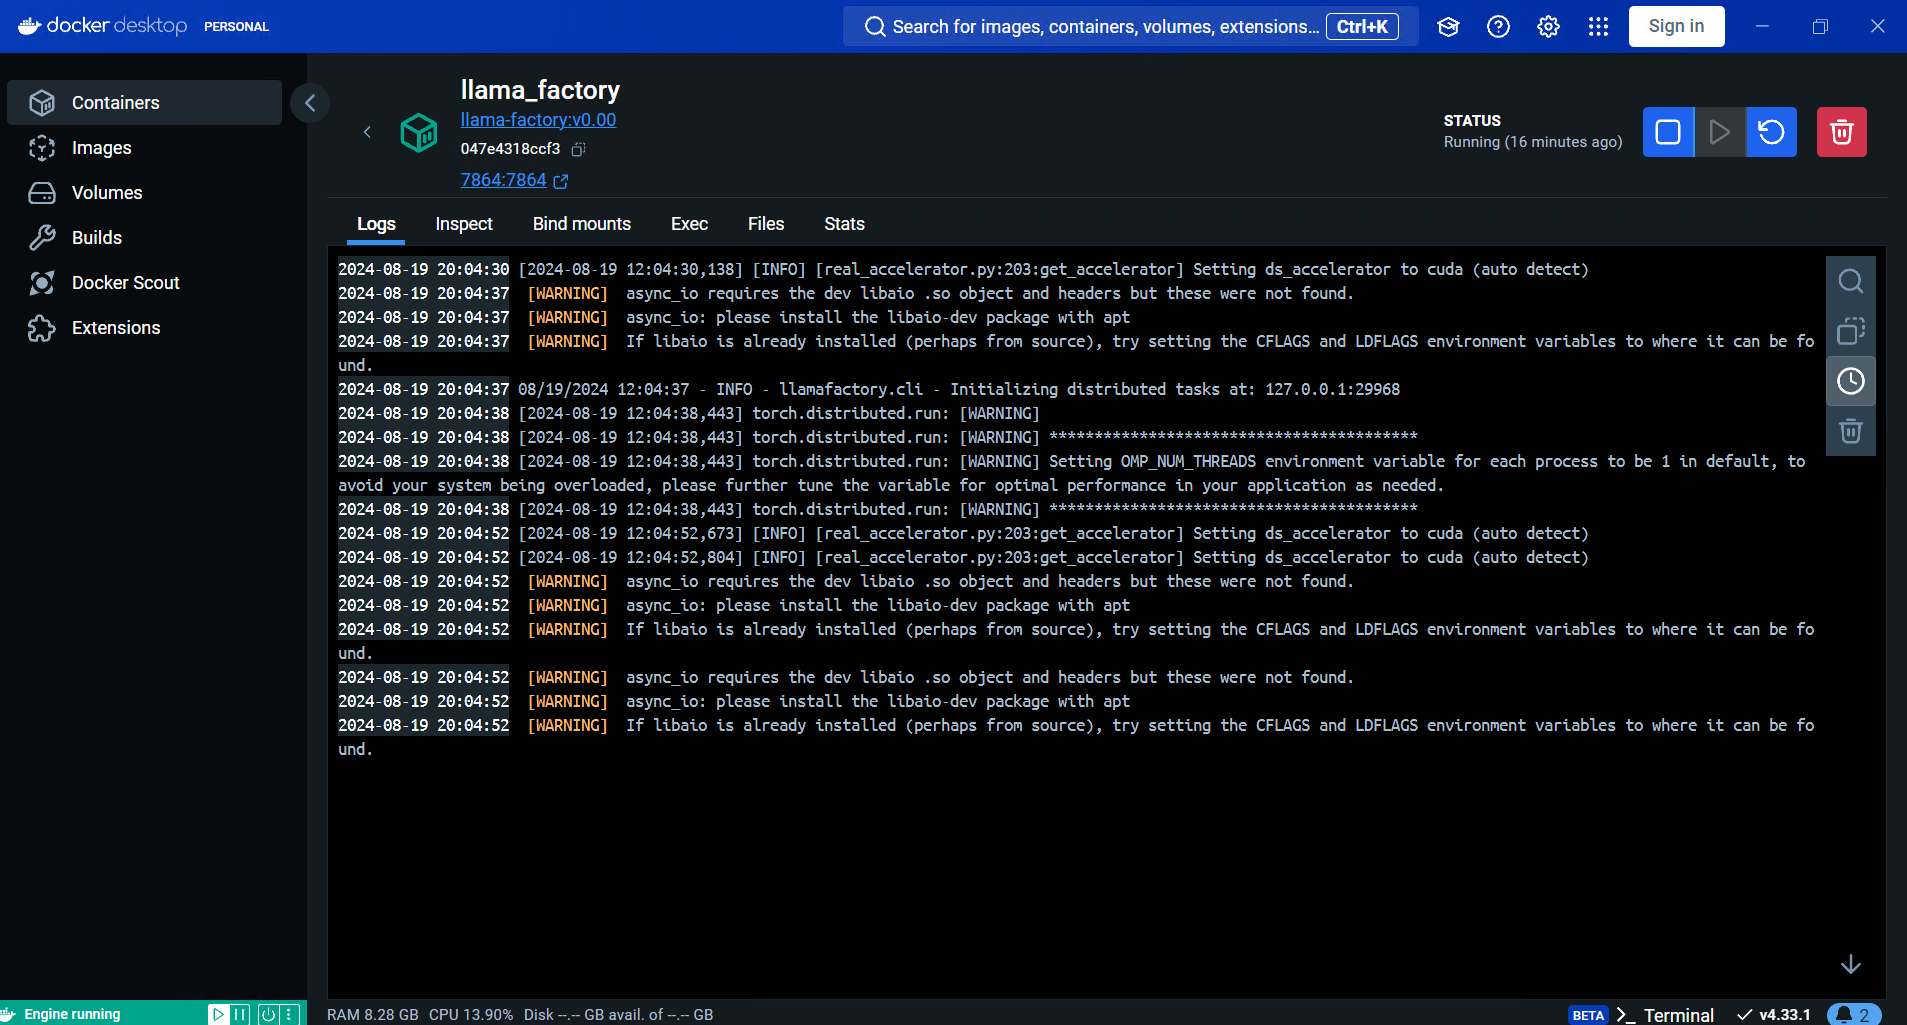 docker desktop PERSONAL
Search for images, containers, volumes, extensions... Ctrl+K
Sign in
Containers
Images
Volumes
Builds
Docker Scout
Extensions
llama_factory
llama-factory:v0.00
047e4318ccf3
7864:7864
STATUS
Running (16 minutes ago)
Logs Inspect Bind mounts Exec Files Stats
2024-08-19 20:04:30 [2024-08-19 12:04:30,138] [INFO] [real_accelerator.py:203:get_accelerator] Setting ds_accelerator to cuda (auto detect)
2024-08-19 20:04:37 [WARNING] async_io requires the dev libaio .so object and headers but these were not found.
2024-08-19 20:04:37 [WARNING] async_io: please install the libaio-dev package with apt
2024-08-19 20:04:37 [WARNING] If libaio is already installed (perhaps from source), try setting the CFLAGS and LDFLAGS environment variables to where it can be fo
und.
2024-08-19 20:04:37 08/19/2024 12:04:37 - INFO - llamafactory.cli - Initializing distributed tasks at: 127.0.0.1:29968
2024-08-19 20:04:38 [2024-08-19 12:04:38,443] torch.distributed.run: [WARNING]
2024-08-19 20:04:38 [2024-08-19 12:04:38,443] torch.distributed.run: [WARNING] *****************************************
2024-08-19 20:04:38 [2024-08-19 12:04:38,443] torch.distributed.run: [WARNING] Setting OMP_NUM_THREADS environment variable for each process to be 1 in default, to
avoid your system being overloaded, please further tune the variable for optimal performance in your application as needed.
2024-08-19 20:04:38 [2024-08-19 12:04:38,443] torch.distributed.run: [WARNING] *****************************************
2024-08-19 20:04:52 [2024-08-19 12:04:52,673] [INFO] [real_accelerator.py:203:get_accelerator] Setting ds_accelerator to cuda (auto detect)
2024-08-19 20:04:52 [2024-08-19 12:04:52,804] [INFO] [real_accelerator.py:203:get_accelerator] Setting ds_accelerator to cuda (auto detect)
2024-08-19 20:04:52 [WARNING] async_io requires the dev libaio .so object and headers but these were not found.
2024-08-19 20:04:52 [WARNING] async_io: please install the libaio-dev package with apt
2024-08-19 20:04:52 [WARNING] If libaio is already installed (perhaps from source), try setting the CFLAGS and LDFLAGS environment variables to where it can be fo
und.
2024-08-19 20:04:52 [WARNING] async_io requires the dev libaio .so object and headers but these were not found.
2024-08-19 20:04:52 [WARNING] async_io: please install the libaio-dev package with apt
2024-08-19 20:04:52 [WARNING] If libaio is already installed (perhaps from source), try setting the CFLAGS and LDFLAGS environment variables to where it can be fo
und.
Engine running
RAM 8.28 GB CPU 13.90% Disk --.-- GB avail. of --.-- GB
BETA >_ Terminal v4.33.1 2